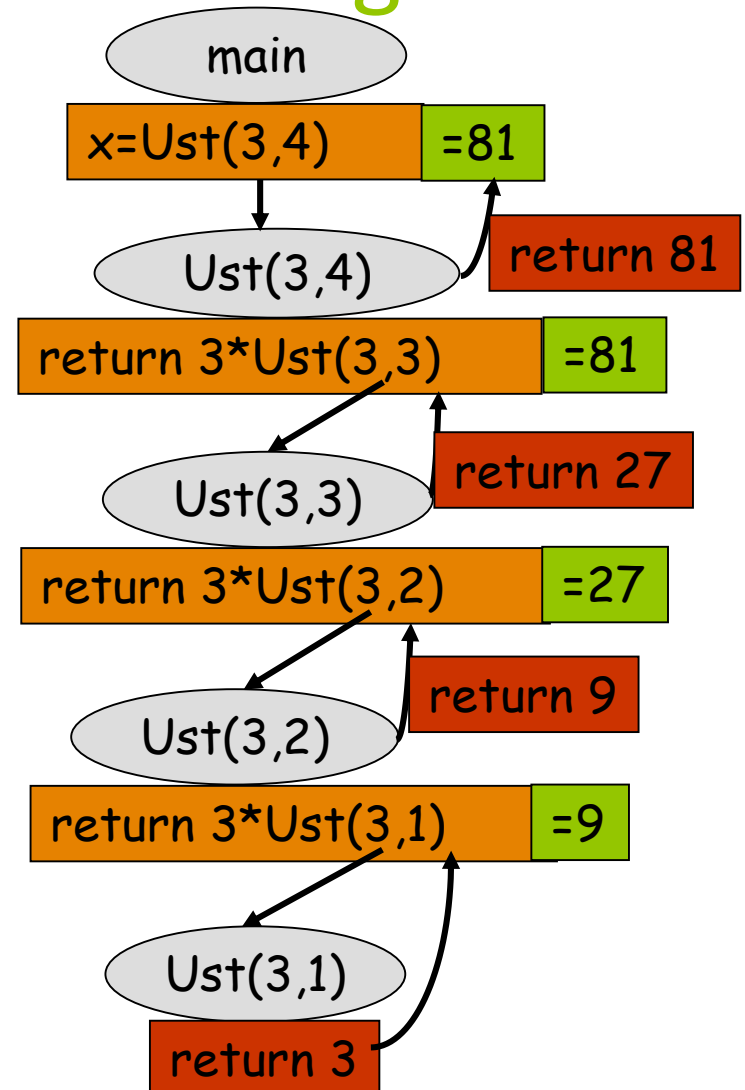 main
x=Ust(3,4) =81
return 81
Ust(3,4)
return 3*Ust(3,3) =81
return 27
Ust(3,3)
return 3*Ust(3,2) =27
return 9
Ust(3,2)
return 3*Ust(3,1) =9
Ust(3,1)
return 3